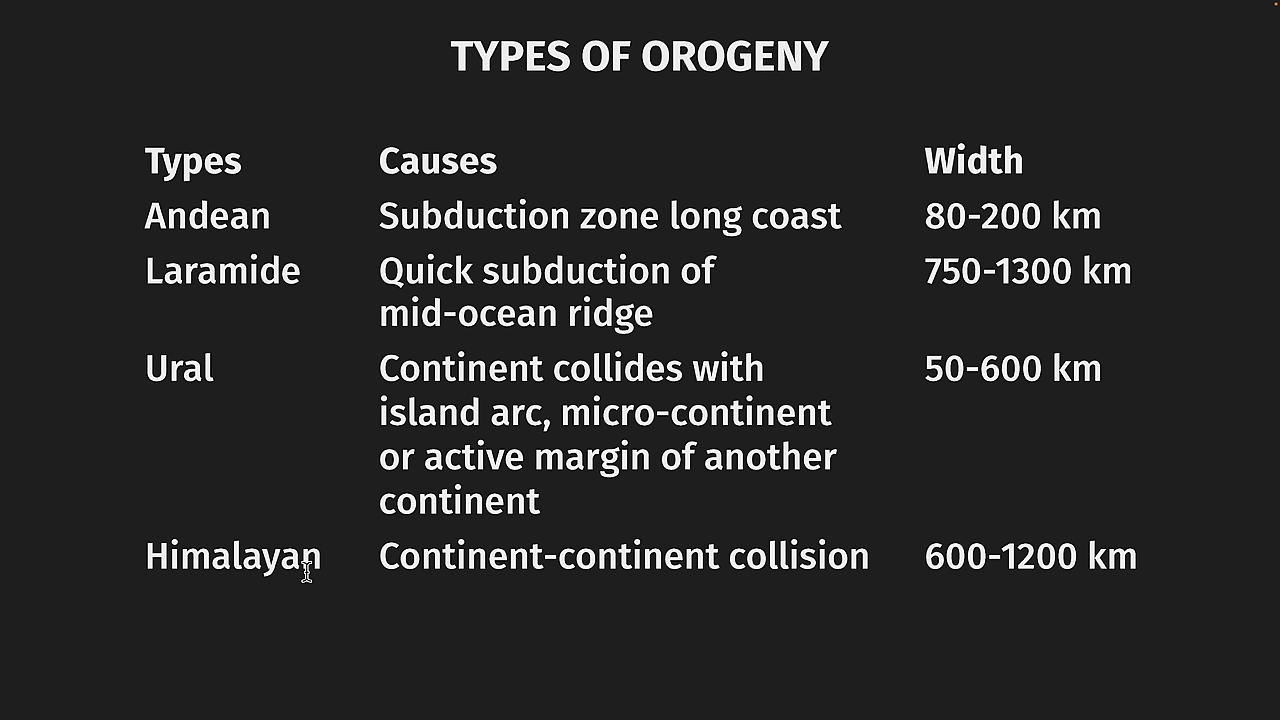 TYPES OF OROGENY
Types Causes Width
Andean Subduction zone long coast 80-200 km
Laramide Quick subduction of 750-1300 km
mid-ocean ridge
Ural Continent collides with 50-600 km
island arc, micro-continent
or active margin of another
continent
Himalayan Continent-continent collision 600-1200 km